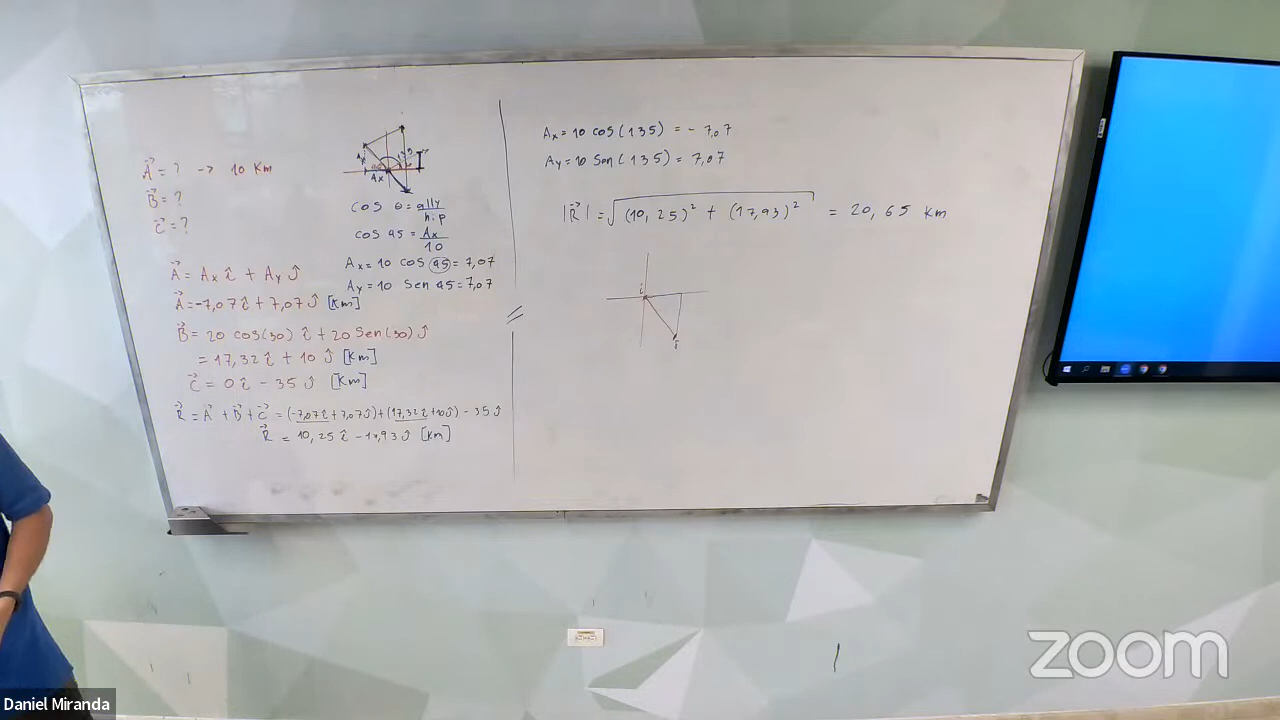 A⃗ = ? -> 10 Km
B⃗ = ?
C⃗ = ?
Ax
cos θ = ady/hip
cos 45 = Ax/10
Ax = 10 cos 45 = 7,07
Ay = 10 Sen 45 = 7,07
A⃗ = Ax î + Ay ĵ
A⃗ = -7,07 î + 7,07 ĵ [Km]
B⃗ = 20 cos(30) î + 20 Sen(30) ĵ
= 17,32 î + 10 ĵ [Km]
C⃗ = 0 î - 35 ĵ [Km]
R⃗ = A⃗ + B⃗ + C⃗ = (-7,07 î + 7,07 ĵ) + (17,32 î + 10 ĵ) - 35 ĵ
R⃗ = 10,25 î - 17,93 ĵ [Km]
Ax = 10 cos(135) = -7,07
Ay = 10 Sen(135) = 7,07
|R⃗| = √(10,25)² + (17,93)² = 20,65 Km
zoom
Daniel Miranda